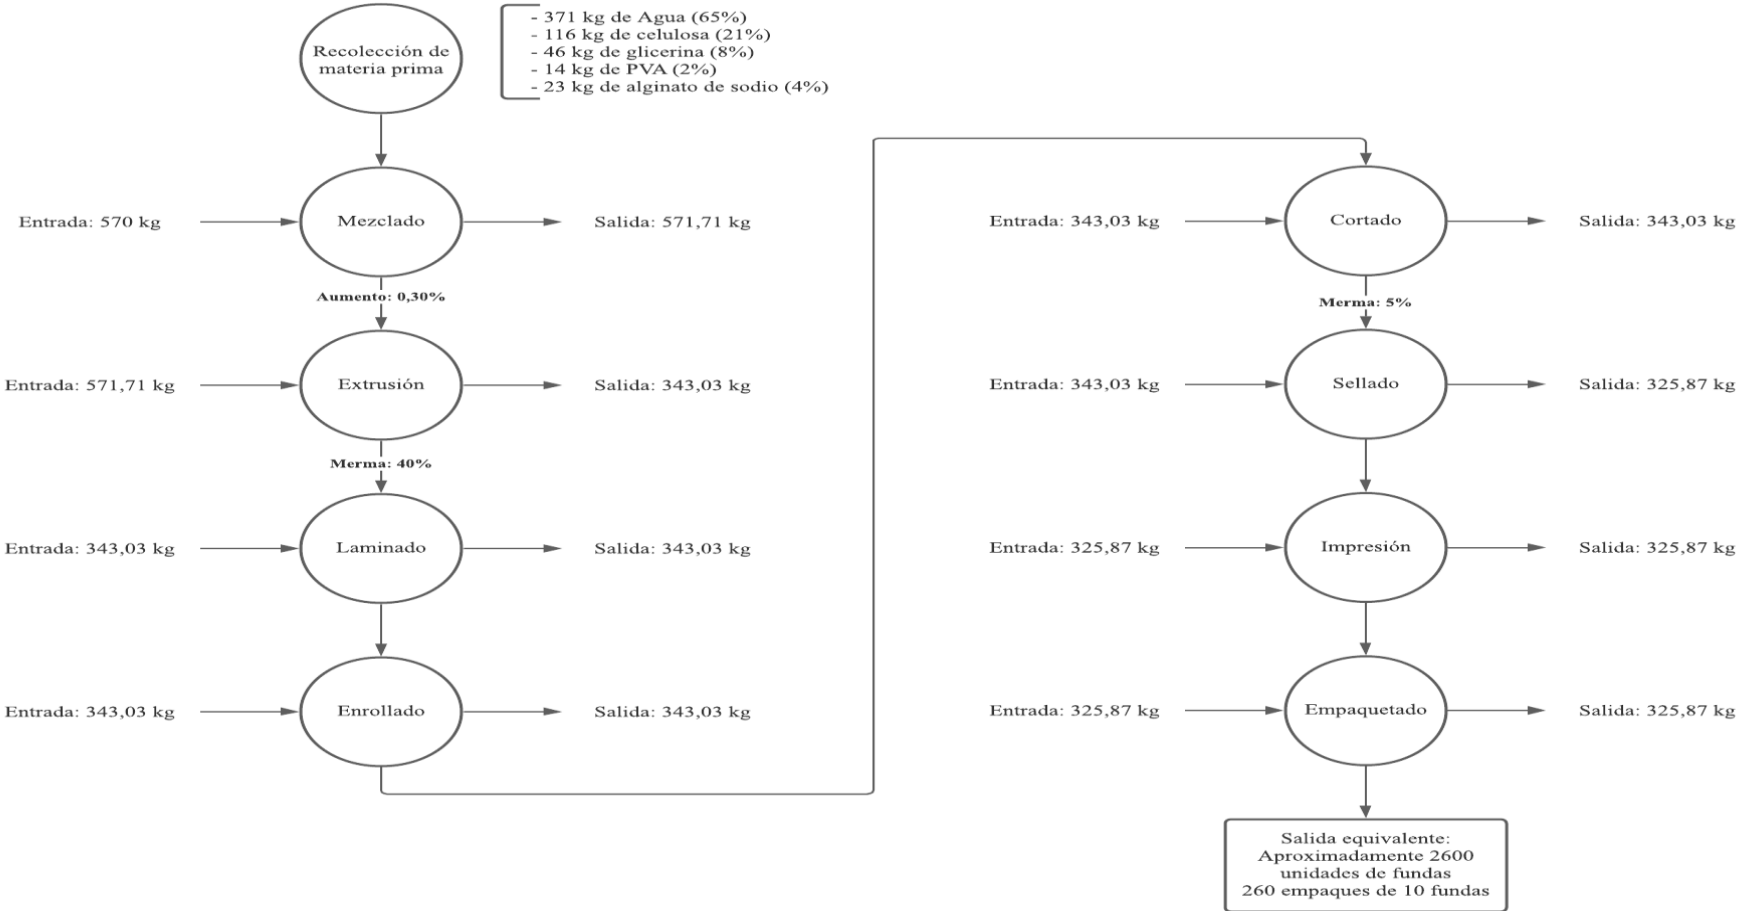 Recolección de
materia prima
- 371 kg de Agua (65%)
- 116 kg de celulosa (21%)
- 46 kg de glicerina (8%)
- 14 kg de PVA (2%)
- 23 kg de alginato de sodio (4%)
Entrada: 570 kg
Mezclado
Salida: 571,71 kg
Aumento: 0,30%
Entrada: 571,71 kg
Extrusión
Salida: 343,03 kg
Merma: 40%
Entrada: 343,03 kg
Laminado
Salida: 343,03 kg
Entrada: 343,03 kg
Enrollado
Salida: 343,03 kg
Entrada: 343,03 kg
Cortado
Salida: 343,03 kg
Merma: 5%
Entrada: 343,03 kg
Sellado
Salida: 325,87 kg
Entrada: 325,87 kg
Impresión
Salida: 325,87 kg
Entrada: 325,87 kg
Empaquetado
Salida: 325,87 kg
Salida equivalente:
Aproximadamente 2600
unidades de fundas
260 empaques de 10 fundas